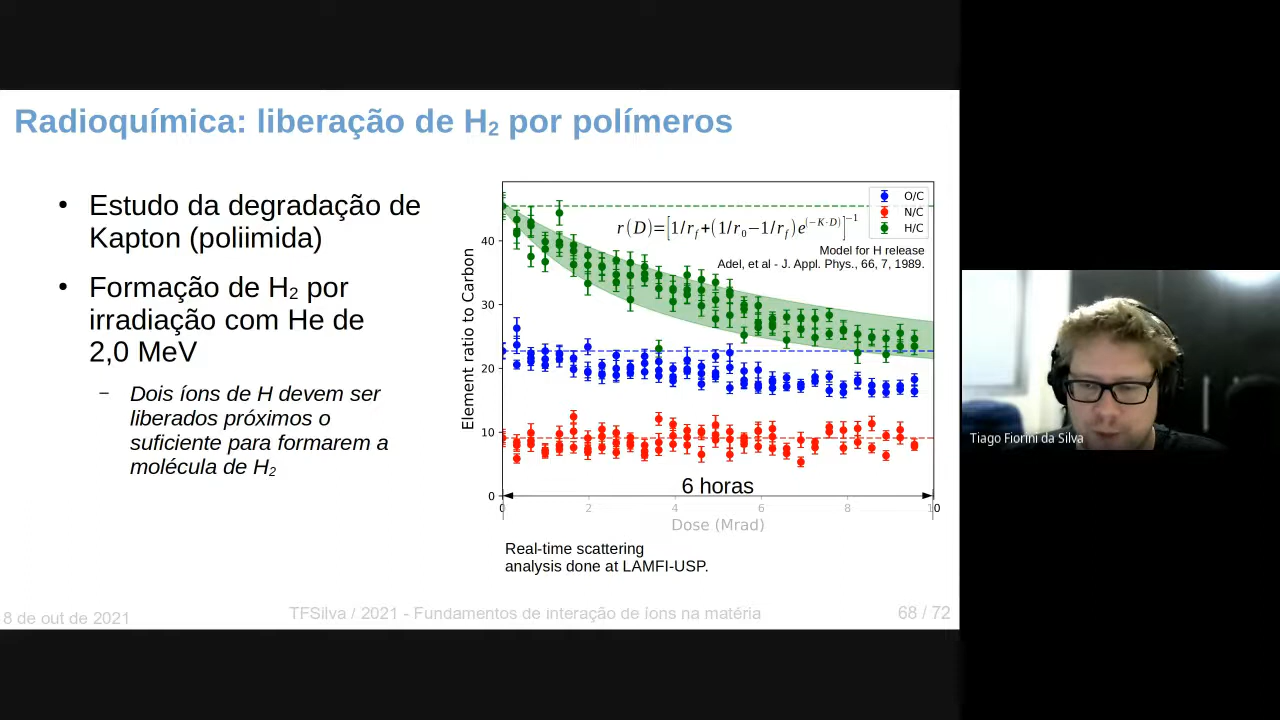 Radioquímica: liberação de H₂ por polímeros
• Estudo da degradação de
Kapton (poliimida)
• Formação de H₂ por
irradiação com He de
2,0 MeV
– Dois íons de H devem ser
liberados próximos o
suficiente para formarem a
molécula de H₂
O/C
N/C
H/C
r(D)=[1/r_f+(1/r_0−1/r_f)e^(−K·D)]^−1
Model for H release
Adel, et al - J. Appl. Phys., 66, 7, 1989.
Element ratio to Carbon
40
30
20
10
0
6 horas
0 2 4 6 8 10
Dose (Mrad)
Real-time scattering
analysis done at LAMFI-USP.
8 de out de 2021
TFSilva / 2021 - Fundamentos de interação de íons na matéria
68 / 72
Tiago Fiorini da Silva